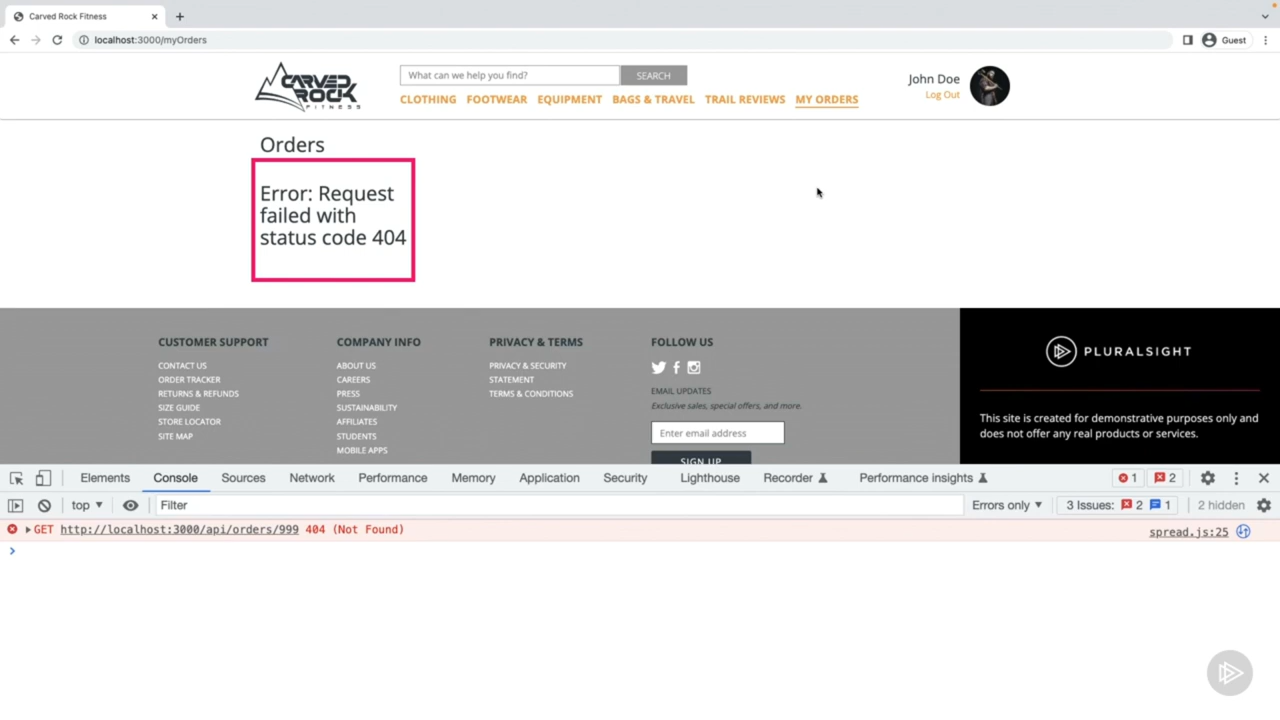 Carved Rock Fitness
localhost:3000/myOrders
Guest
CARVED
ROCK
FITNESS
What can we help you find?
SEARCH
John Doe
Log Out
CLOTHING FOOTWEAR EQUIPMENT BAGS & TRAVEL TRAIL REVIEWS MY ORDERS
Orders
Error: Request
failed with
status code 404
CUSTOMER SUPPORT
CONTACT US
ORDER TRACKER
RETURNS & REFUNDS
SIZE GUIDE
STORE LOCATOR
SITE MAP
COMPANY INFO
ABOUT US
CAREERS
PRESS
SUSTAINABILITY
AFFILIATES
STUDENTS
MOBILE APPS
PRIVACY & TERMS
PRIVACY & SECURITY
STATEMENT
TERMS & CONDITIONS
FOLLOW US
EMAIL UPDATES
Exclusive sales, special offers, and more.
Enter email address
SIGN UP
PLURALSIGHT
This site is created for demonstrative purposes only and
does not offer any real products or services.
Elements Console Sources Network Performance Memory Application Security Lighthouse Recorder Performance insights 1 2
top Filter Errors only 3 Issues: 2 1 2 hidden
GET http://localhost:3000/api/orders/999 404 (Not Found) spread.js:25